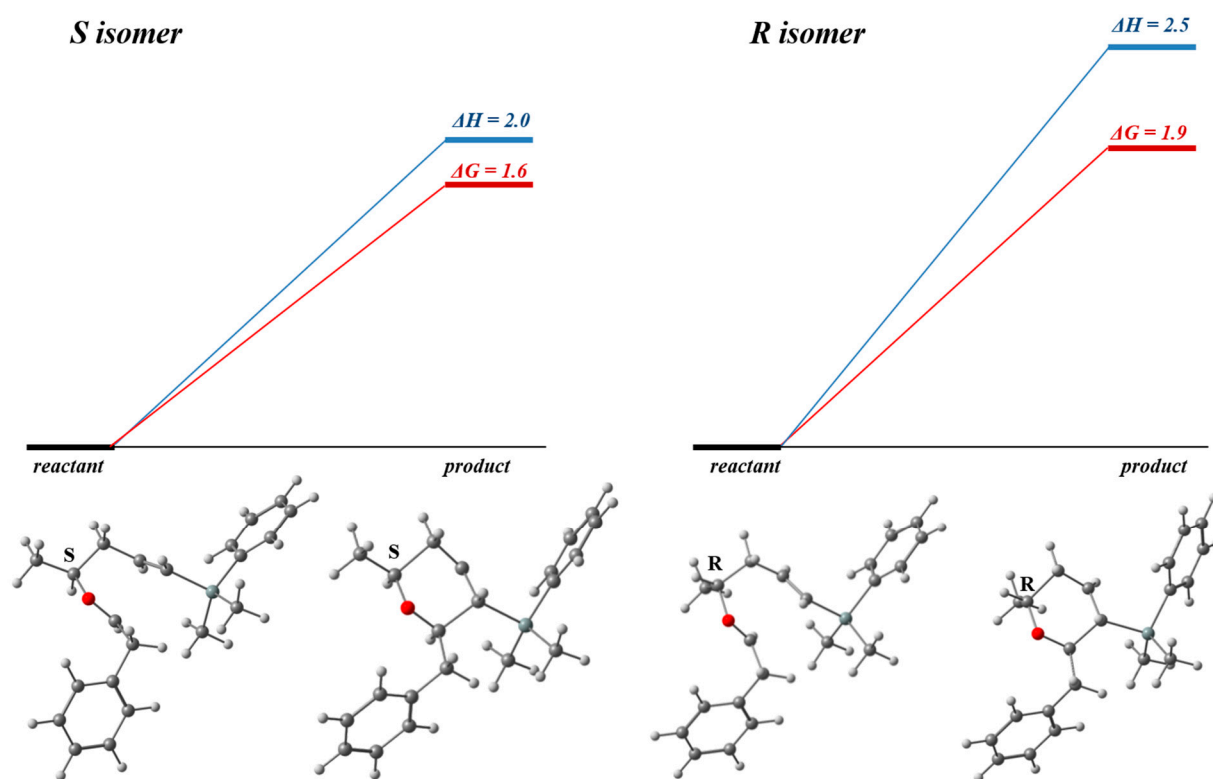 S isomer
ΔH = 2.0
ΔG = 1.6
reactant
product
S
S
R isomer
ΔH = 2.5
ΔG = 1.9
reactant
product
R
R